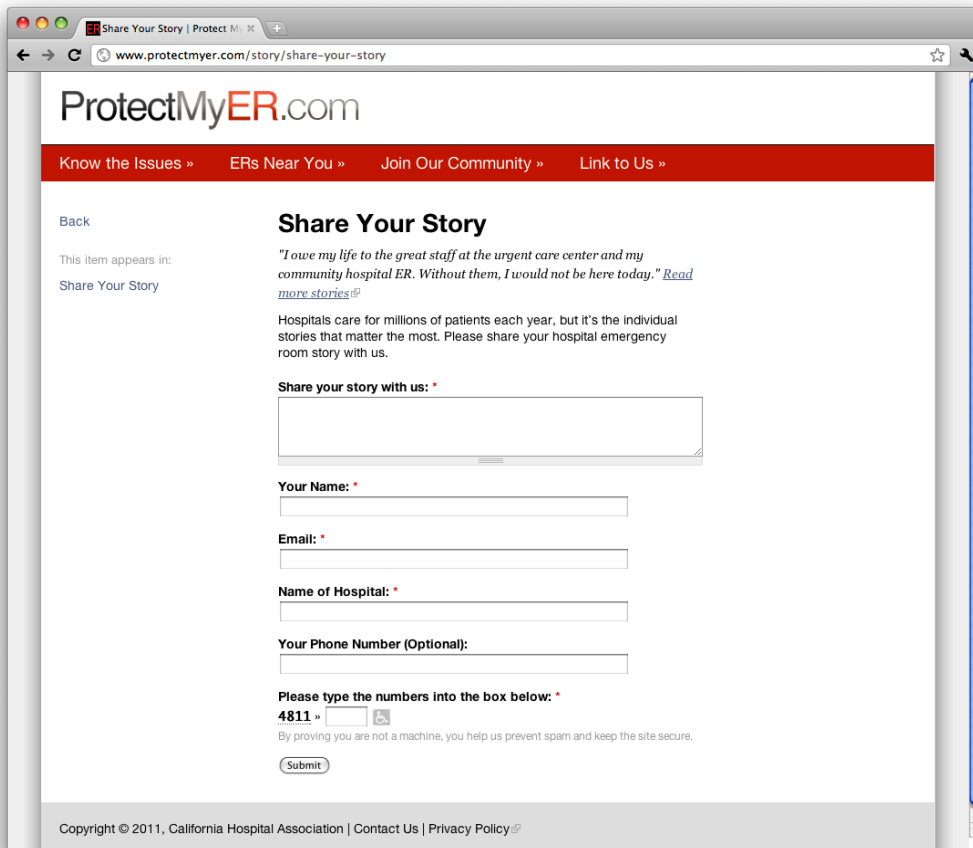 Share Your Story | Protect My
www.protectmyer.com/story/share-your-story
ProtectMyER.com
Know the Issues » ERs Near You » Join Our Community » Link to Us »
Back
This item appears in:
Share Your Story
Share Your Story
"I owe my life to the great staff at the urgent care center and my
community hospital ER. Without them, I would not be here today." Read
more stories
Hospitals care for millions of patients each year, but it's the individual
stories that matter the most. Please share your hospital emergency
room story with us.
Share your story with us: *
Your Name: *
Email: *
Name of Hospital: *
Your Phone Number (Optional):
Please type the numbers into the box below: *
4811 »
By proving you are not a machine, you help us prevent spam and keep the site secure.
Submit
Copyright © 2011, California Hospital Association | Contact Us | Privacy Policy